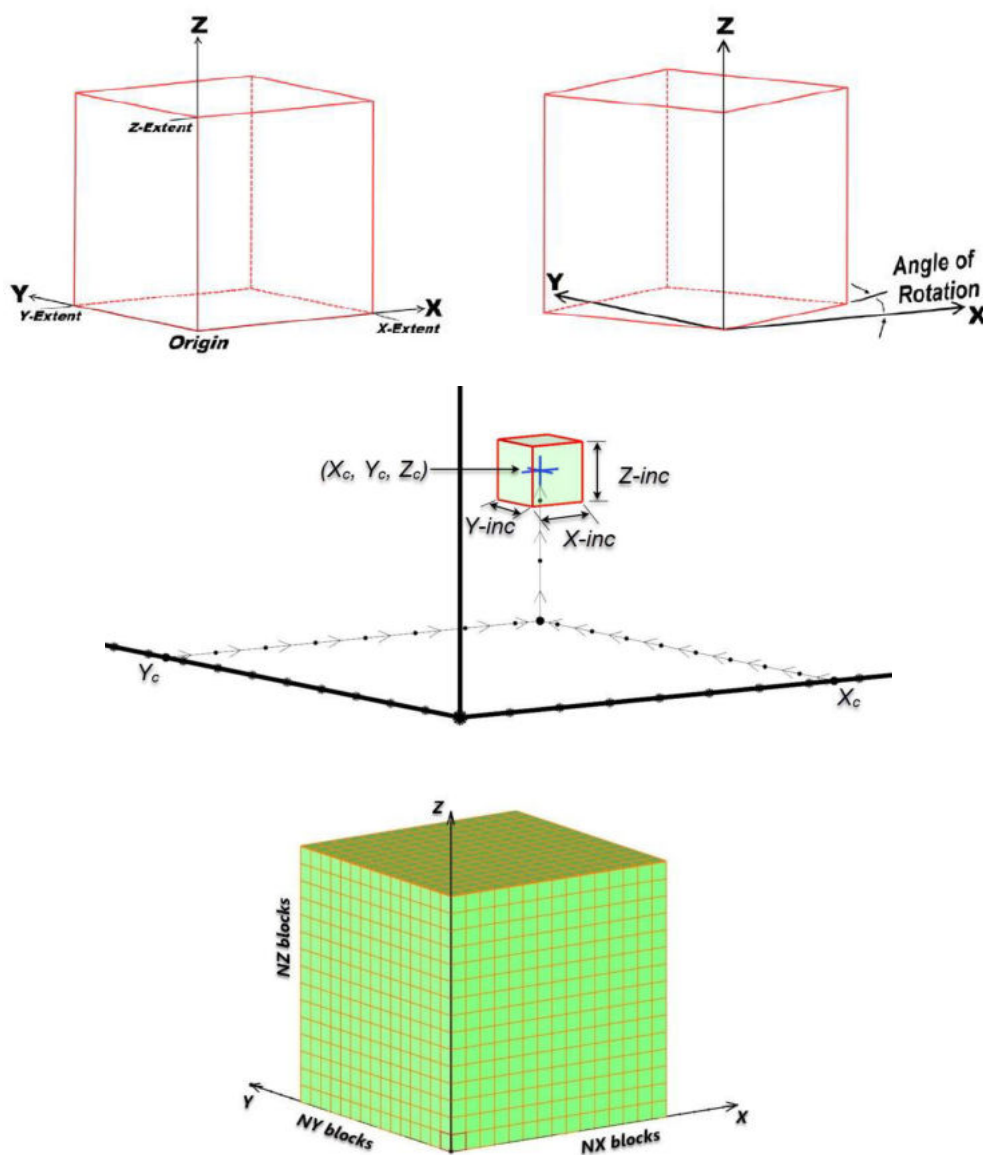 Z
Z-Extent
Y
Y-Extent
Origin
X
X-Extent
Z
Y
Angle of
Rotation
X
(Xc, Yc, Zc)
Z-inc
Y-inc
X-inc
Yc
Xc
Z
NZ blocks
Y
NY blocks
NX blocks
X